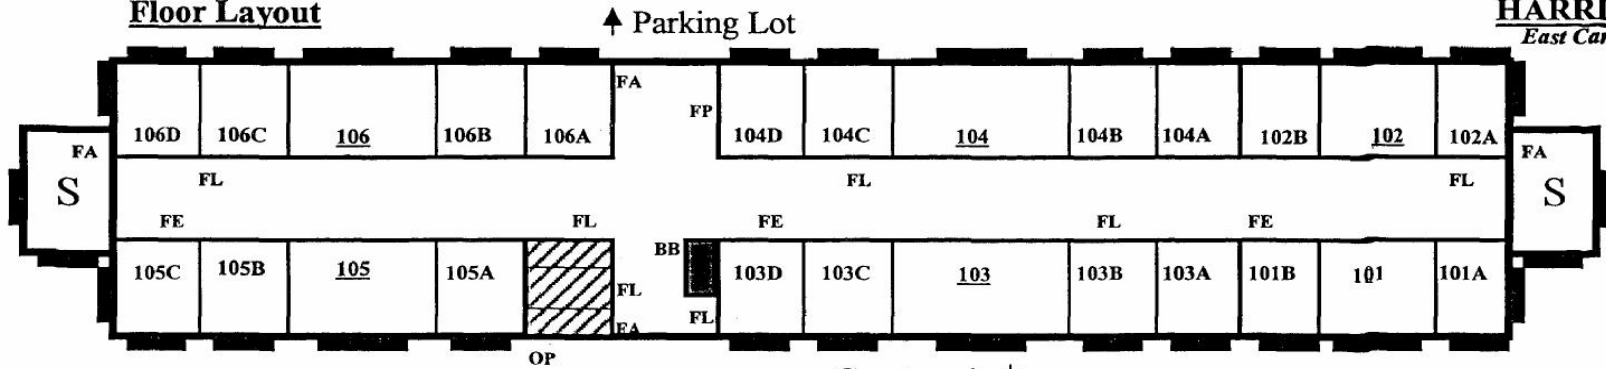 Floor Layout
↑ Parking Lot
East
FA
FP
106D 106C 106 106B 106A 104D 104C 104 104B 104A 102B 102 102A
FA FA
S FL FL FL S
FE FL FE FL FE
BB
105C 105B 105 105A 103D 103C 103 103B 103A 101B 101 101A
FL
FL
FA
OP